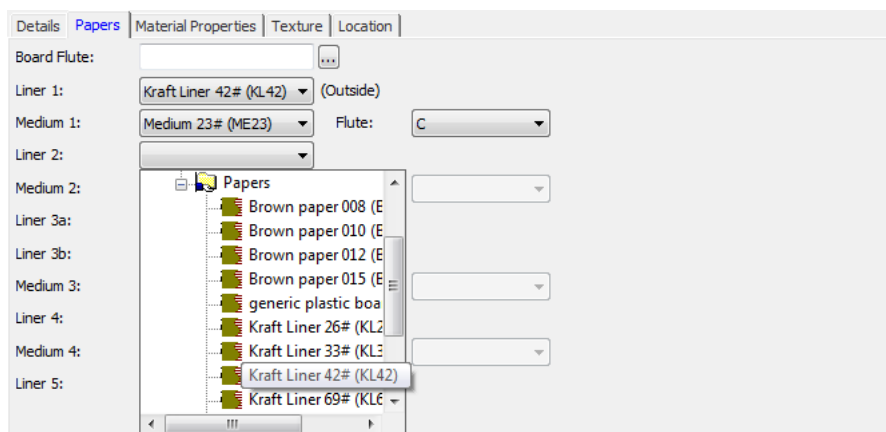 Details Papers Material Properties Texture Location
Board Flute: ...
Liner 1: Kraft Liner 42# (KL42) (Outside)
Medium 1: Medium 23# (ME23) Flute: C
Liner 2:
Papers
Medium 2:
Brown paper 008 (E
Liner 3a:
Brown paper 010 (E
Liner 3b:
Brown paper 012 (E
Brown paper 015 (E
Medium 3:
generic plastic boa
Liner 4:
Kraft Liner 26# (KL2
Medium 4:
Kraft Liner 33# (KL3
Liner 5:
Kraft Liner 42# (KL42)
Kraft Liner 69# (KL6